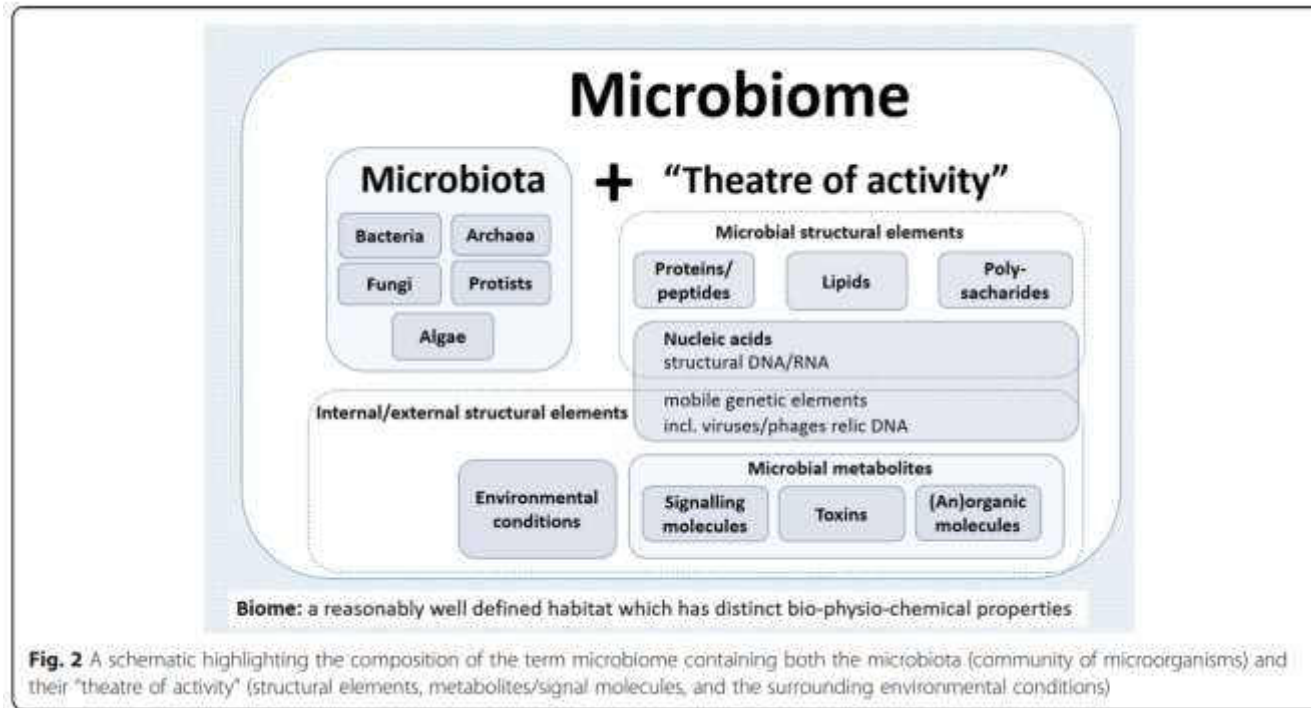 Microbiome
Microbiota + “Theatre of activity”
Bacteria Archaea
Fungi Protists
Algae
Microbial structural elements
Proteins/
peptides
Lipids
Poly-
sacharides
Nucleic acids
structural DNA/RNA
mobile genetic elements
incl. viruses/phages relic DNA
Internal/external structural elements
Environmental
conditions
Microbial metabolites
Signalling
molecules
Toxins
(An)organic
molecules
Biome: a reasonably well defined habitat which has distinct bio-physio-chemical properties
Fig. 2 A schematic highlighting the composition of the term microbiome containing both the microbiota (community of microorganisms) and
their “theatre of activity” (structural elements, metabolites/signal molecules, and the surrounding environmental conditions)